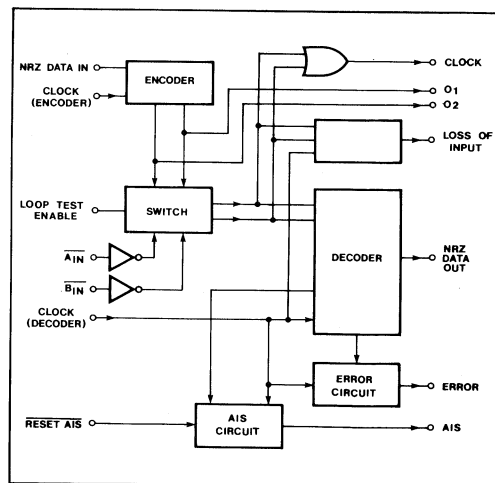 NRZ DATA IN
CLOCK
(ENCODER)
ENCODER
CLOCK
O1
O2
LOSS OF
INPUT
LOOP TEST
ENABLE
SWITCH
DECODER
NRZ
DATA
OUT
AIN
BIN
CLOCK
(DECODER)
ERROR
CIRCUIT
ERROR
RESET AIS
AIS
CIRCUIT
AIS